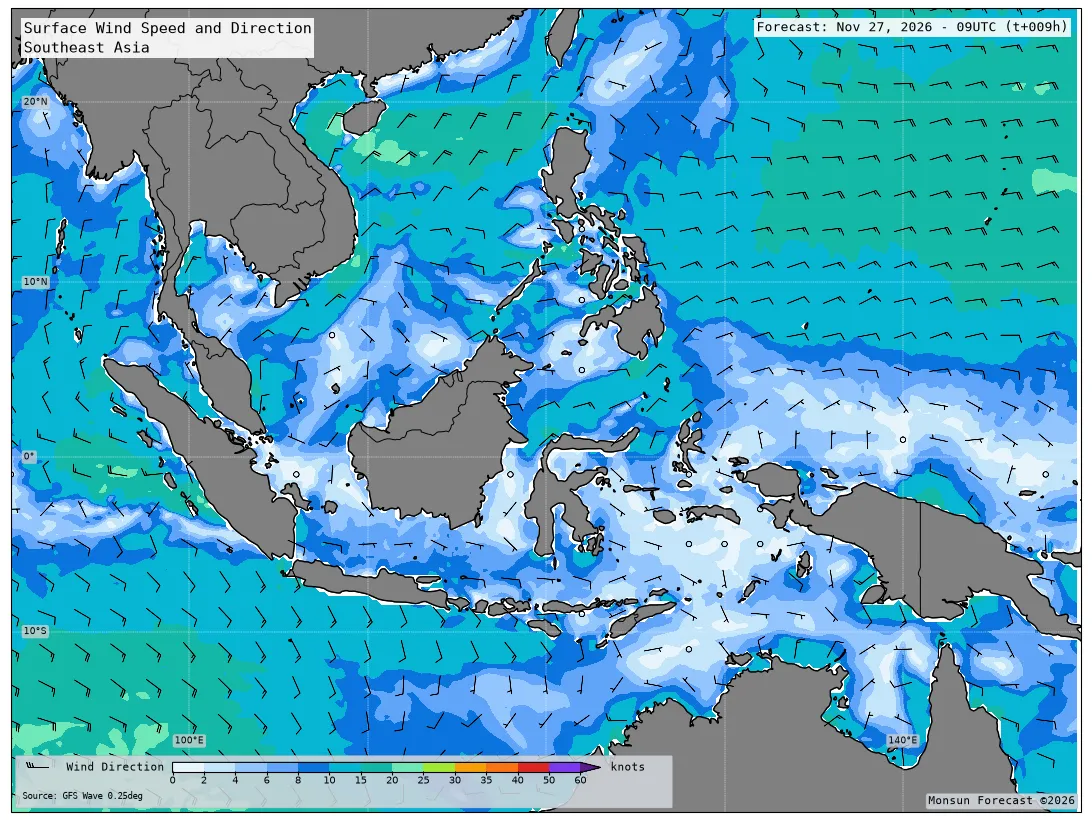 Surface Wind Speed and Direction
Southeast Asia
Forecast: Nov 27, 2026 - 09UTC (t+009h)
20°N
10°N
0°
10°S
100°E
140°E
Wind Direction
0 2 4 6 8 10 15 20 25 30 35 40 50 60
knots
Source: GFS Wave 0.25deg
Monsun Forecast ©2026